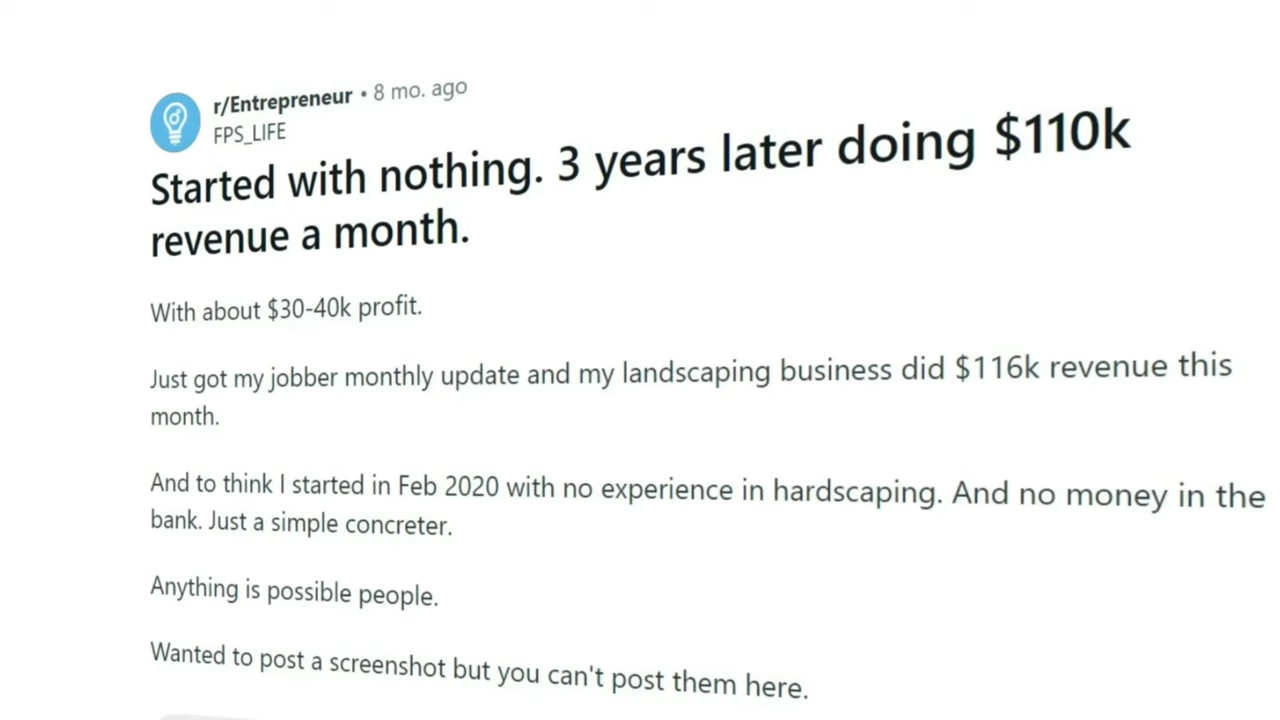 r/Entrepreneur • 8 mo. ago
FPS_LIFE
Started with nothing. 3 years later doing $110k
revenue a month.
With about $30-40k profit.
Just got my jobber monthly update and my landscaping business did $116k revenue this
month.
And to think I started in Feb 2020 with no experience in hardscaping. And no money in the
bank. Just a simple concreter.
Anything is possible people.
Wanted to post a screenshot but you can't post them here.